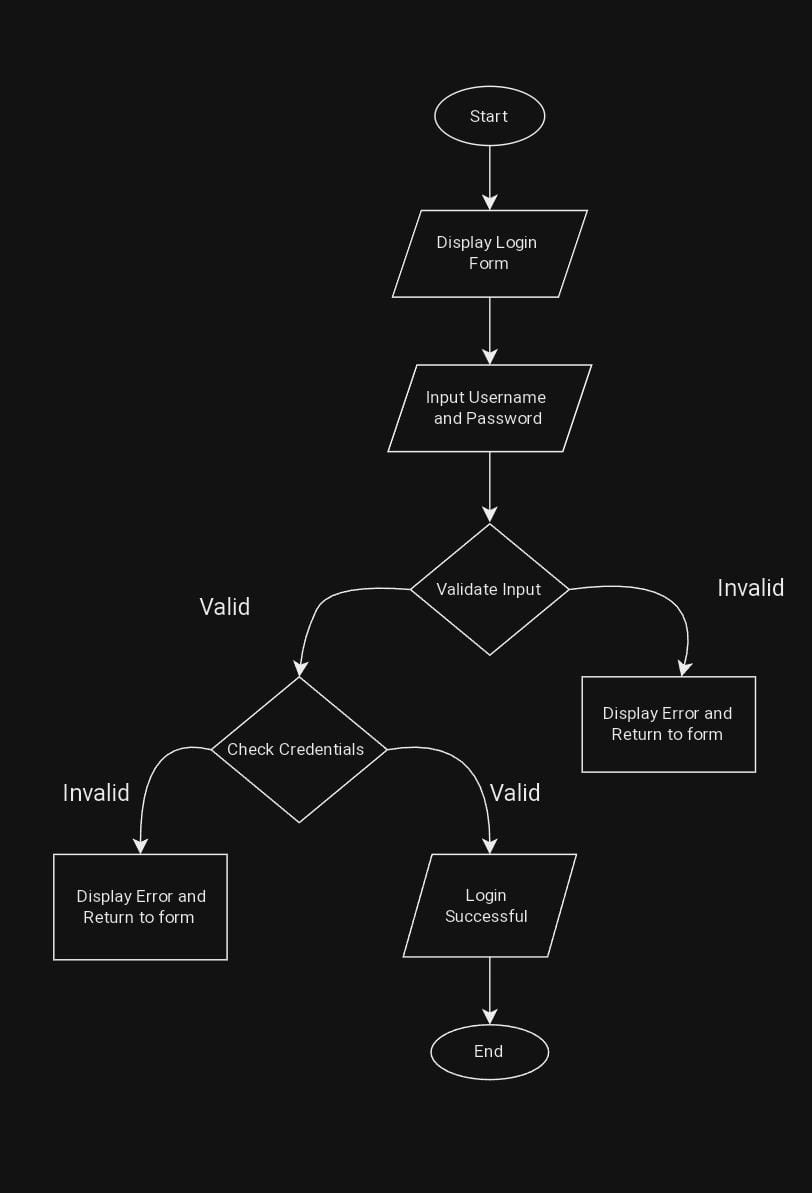 Start
Display Login
Form
Input Username
and Password
Validate Input
Valid
Invalid
Display Error and
Return to form
Check Credentials
Invalid
Valid
Display Error and
Return to form
Login
Successful
End